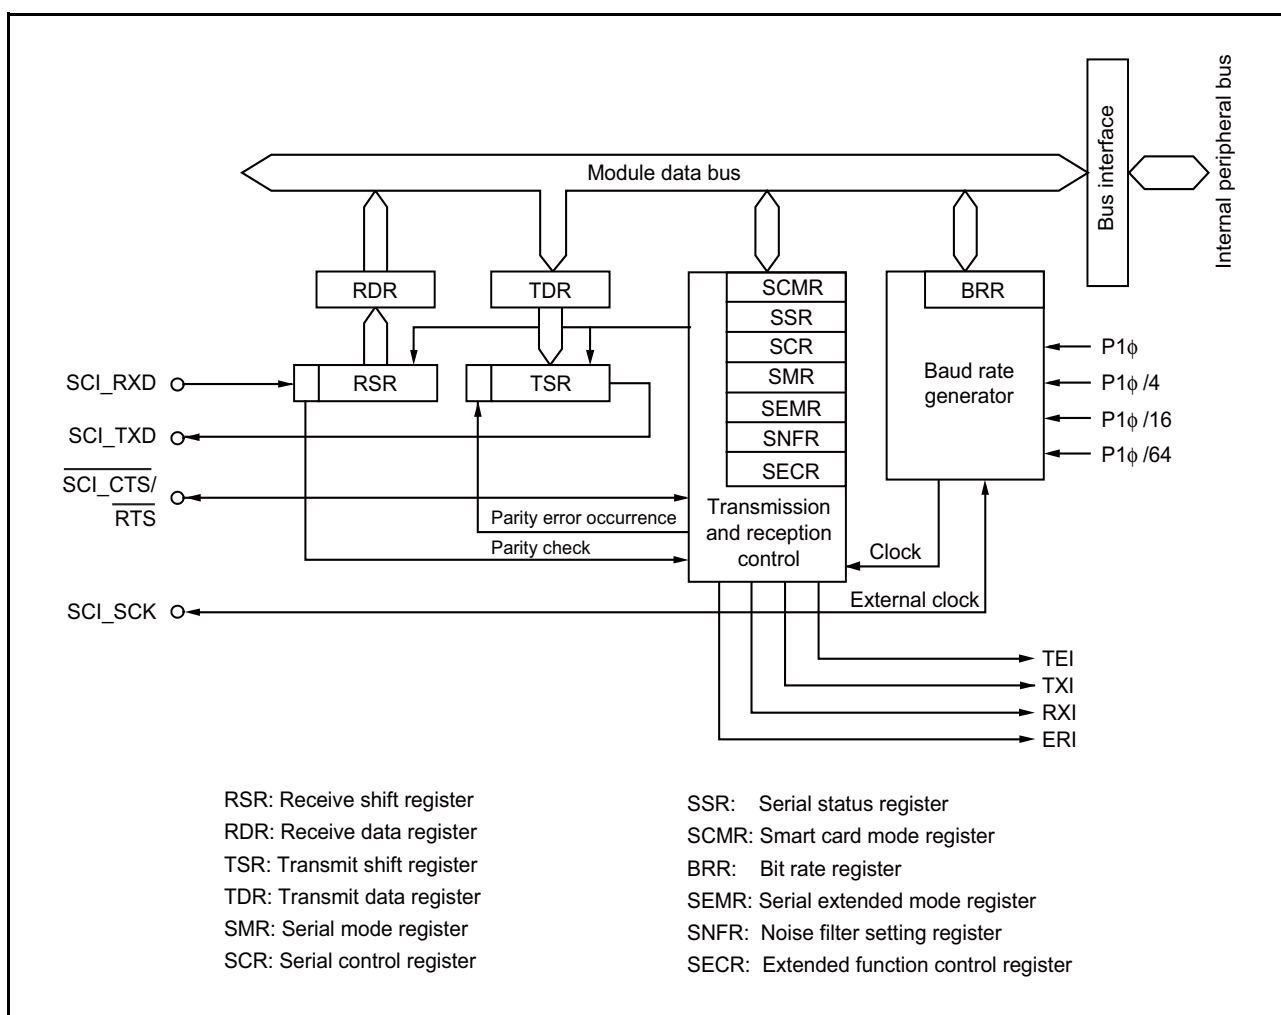 Module data bus
Bus interface
Internal peripheral bus
RDR
TDR
SCMR
SSR
SCR
SMR
SEMR
SNFR
SECR
Transmission
and reception
control
BRR
Baud rate
generator
P1ϕ
P1ϕ /4
P1ϕ /16
P1ϕ /64
RSR
TSR
SCI_RXD
SCI_TXD
SCI_CTS/
RTS
SCI_SCK
Parity error occurrence
Parity check
Clock
External clock
TEI
TXI
RXI
ERI
RSR: Receive shift register
RDR: Receive data register
TSR: Transmit shift register
TDR: Transmit data register
SMR: Serial mode register
SCR: Serial control register
SSR: Serial status register
SCMR: Smart card mode register
BRR: Bit rate register
SEMR: Serial extended mode register
SNFR: Noise filter setting register
SECR: Extended function control register